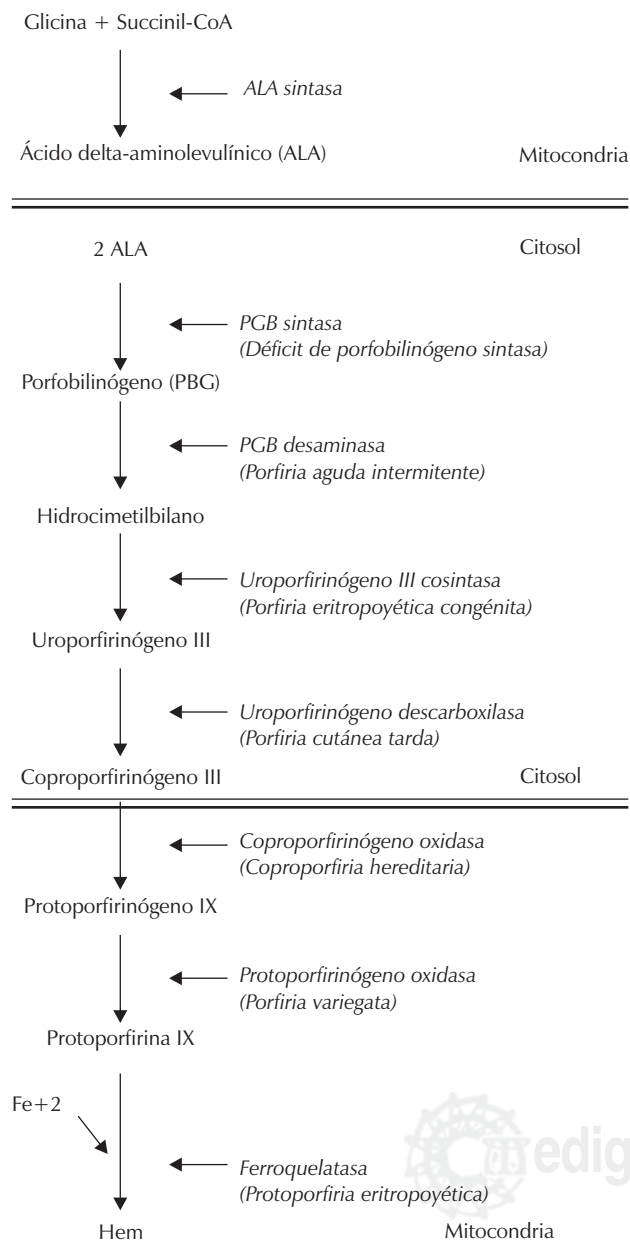 Glicina + Succinil-CoA
ALA sintasa
Ácido delta-aminolevulínico (ALA) Mitocondria
2 ALA Citosol
PGB sintasa
(Déficit de porfobilinógeno sintasa)
Porfobilinógeno (PBG)
PGB desaminasa
(Porfiria aguda intermitente)
Hidrocimetilbilano
Uroporfirinógeno III cosintasa
(Porfiria eritropoyética congénita)
Uroporfirinógeno III
Uroporfirinógeno descarboxilasa
(Porfiria cutánea tarda)
Coproporfirinógeno III Citosol
Coproporfirinógeno oxidasa
(Coproporfiria hereditaria)
Protoporfirinógeno IX
Protoporfirinógeno oxidasa
(Porfiria variegata)
Protoporfirina IX
Fe+2
edig
Ferroquelatasa
(Protoporfiria eritropoyética)
Hem Mitocondria